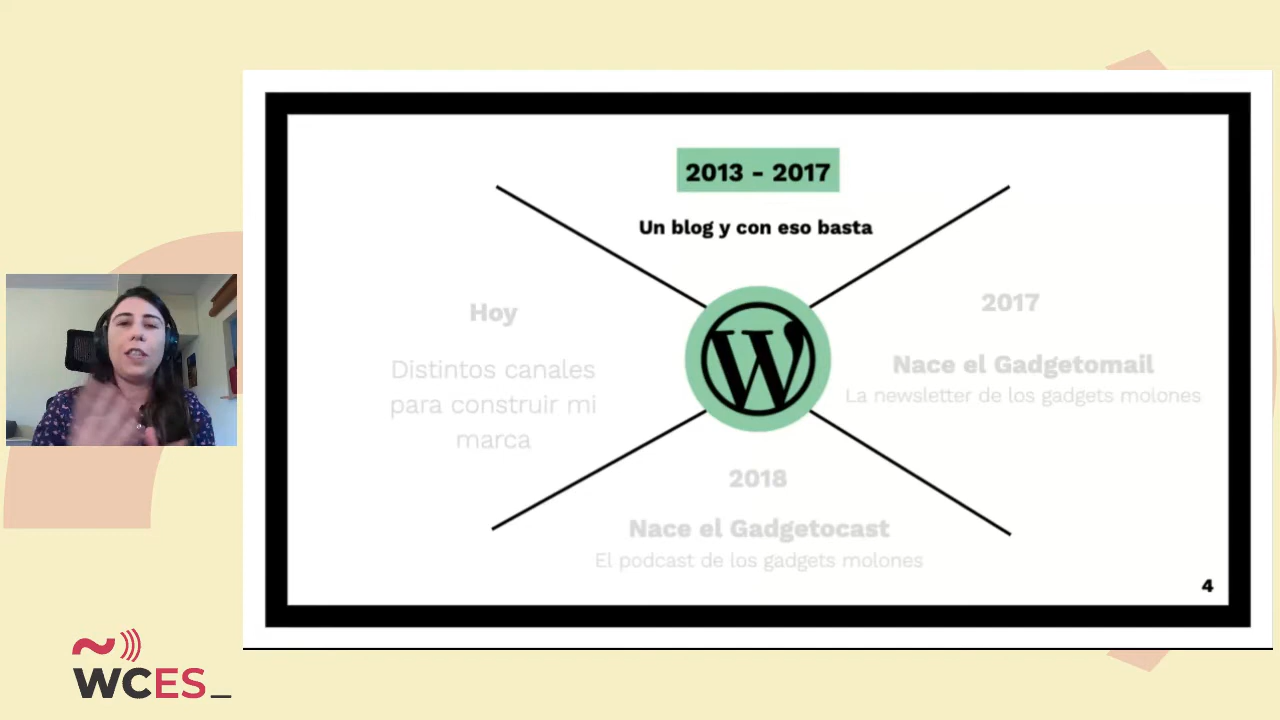 2013 - 2017
Un blog y con eso basta
Hoy
Distintos canales
para construir mi
marca
2017
Nace el Gadgetomail
La newsletter de los gadgets molones
2018
Nace el Gadgetocast
El podcast de los gadgets molones
4
WCES_